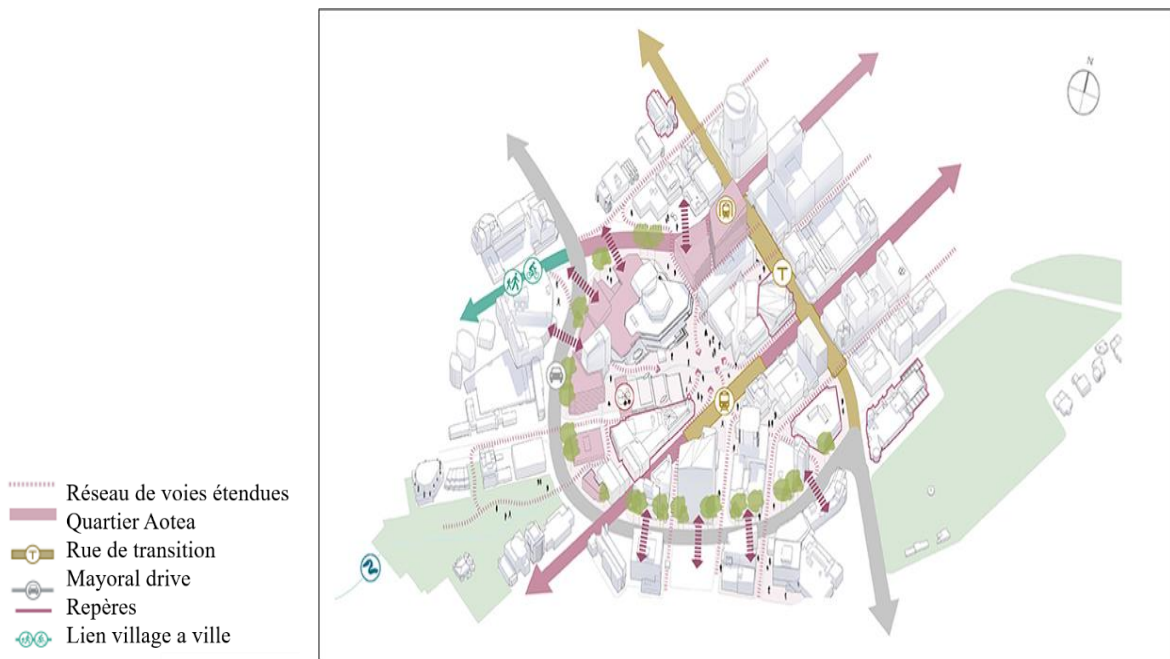 N
T
Réseau de voies étendues
Quartier Aotea
T
Rue de transition
Mayoral drive
Repères
Lien village a ville